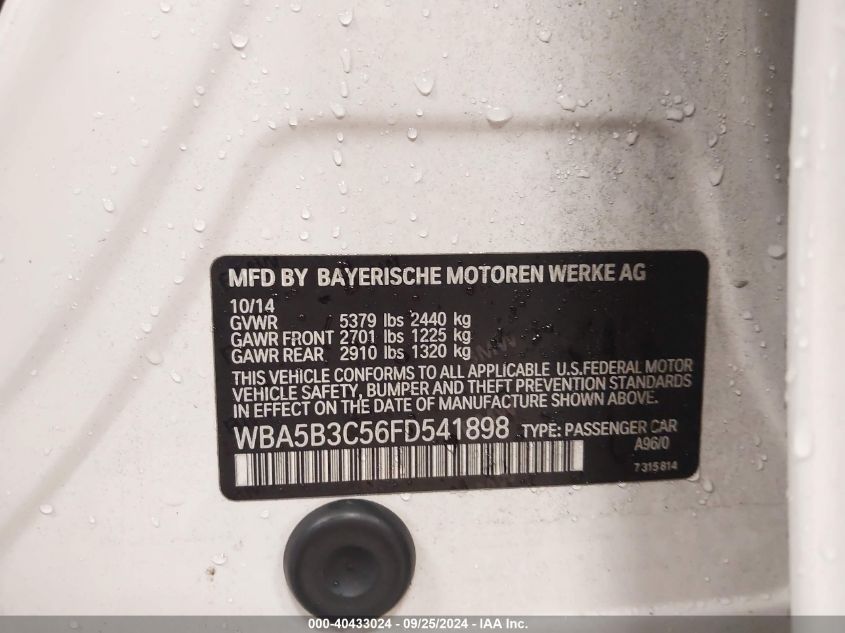 MFD BY BAYERISCHE MOTOREN WERKE AG
10/14
GVWR 5379 lbs 2440 kg
GAWR FRONT 2701 lbs 1225 kg
GAWR REAR 2910 lbs 1320 kg
THIS VEHICLE CONFORMS TO ALL APPLICABLE U.S.FEDERAL MOTOR
VEHICLE SAFETY, BUMPER AND THEFT PREVENTION STANDARDS
IN EFFECT ON THE DATE OF MANUFACTURE SHOWN ABOVE.
WBA5B3C56FD541898 TYPE: PASSENGER CAR
A96/0
7 315 814
000-40433024 - 09/25/2024 - IAA Inc.